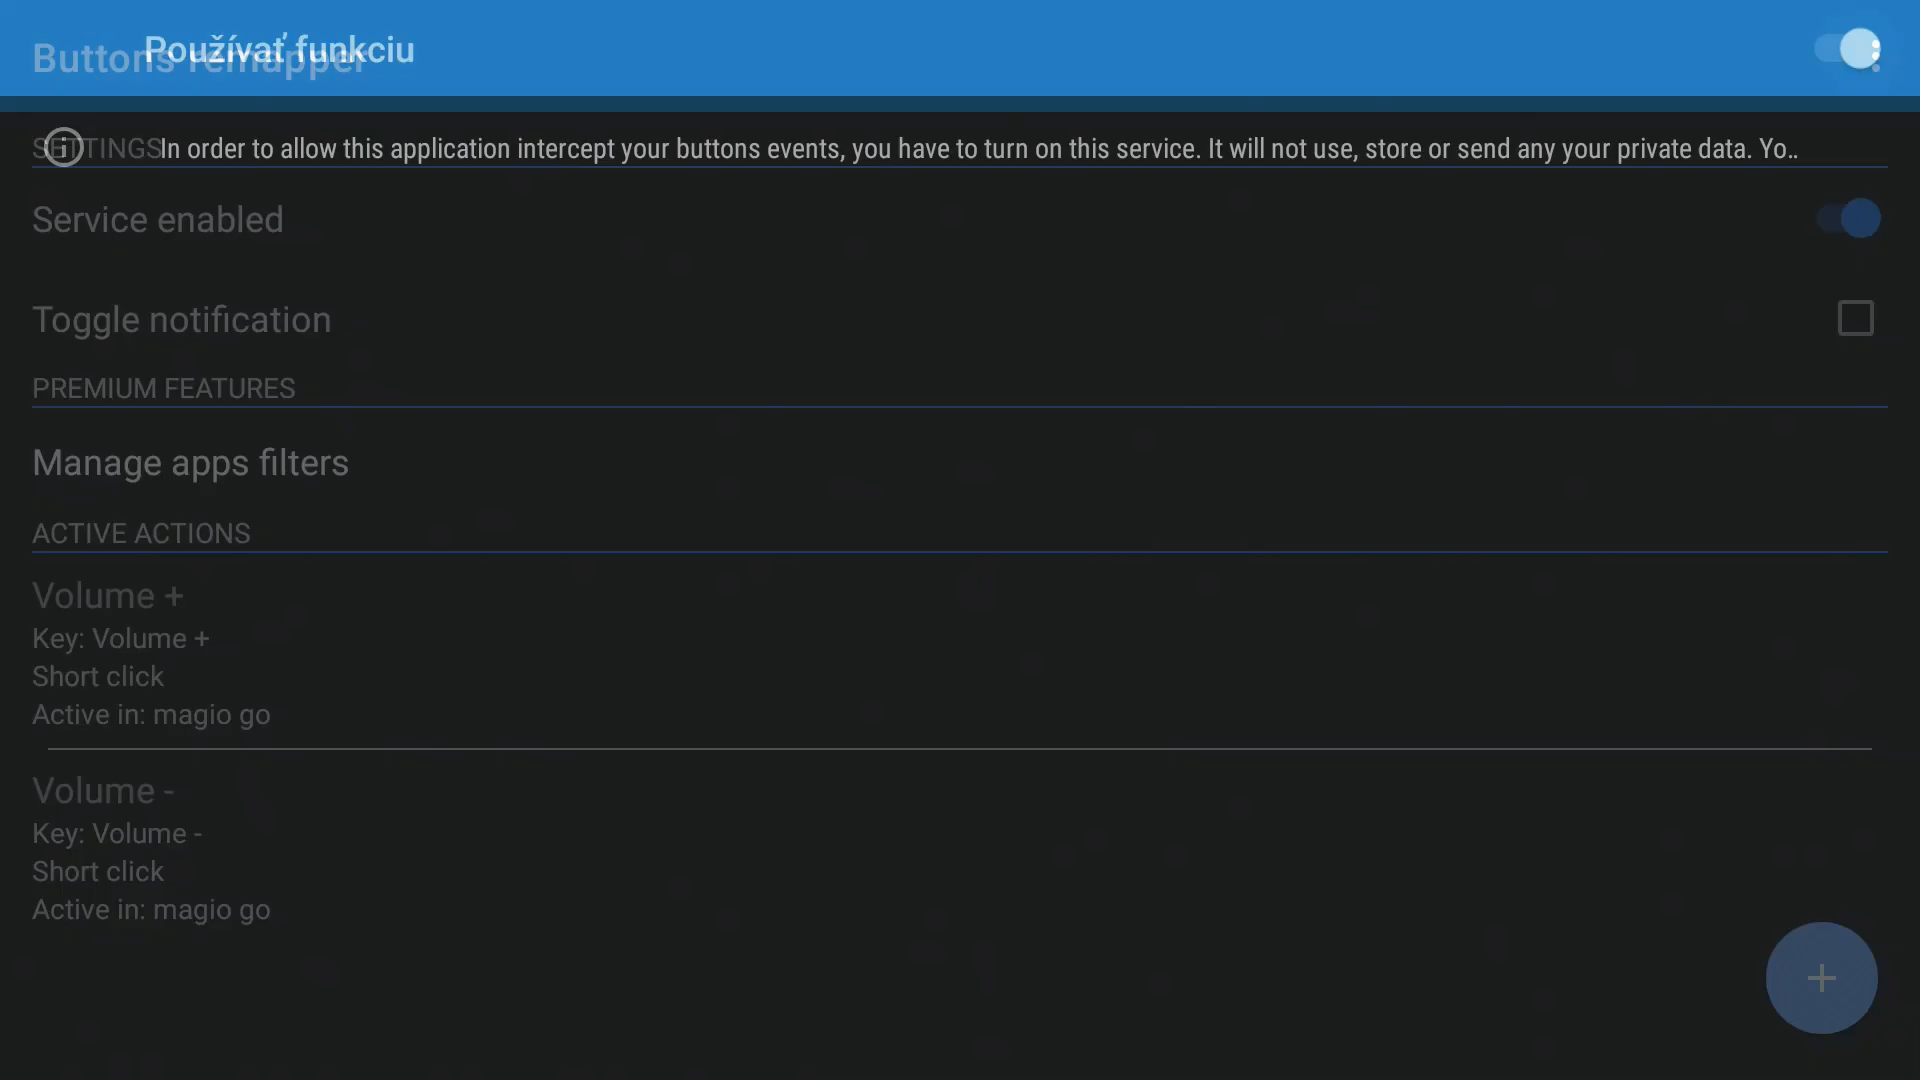 Buttons remapper
Používať funkciu
SETTINGS
In order to allow this application intercept your buttons events, you have to turn on this service. It will not use, store or send any your private data. Yo..
Service enabled
Toggle notification
PREMIUM FEATURES
Manage apps filters
ACTIVE ACTIONS
Volume +
Key: Volume +
Short click
Active in: magio go
Volume -
Key: Volume -
Short click
Active in: magio go
+